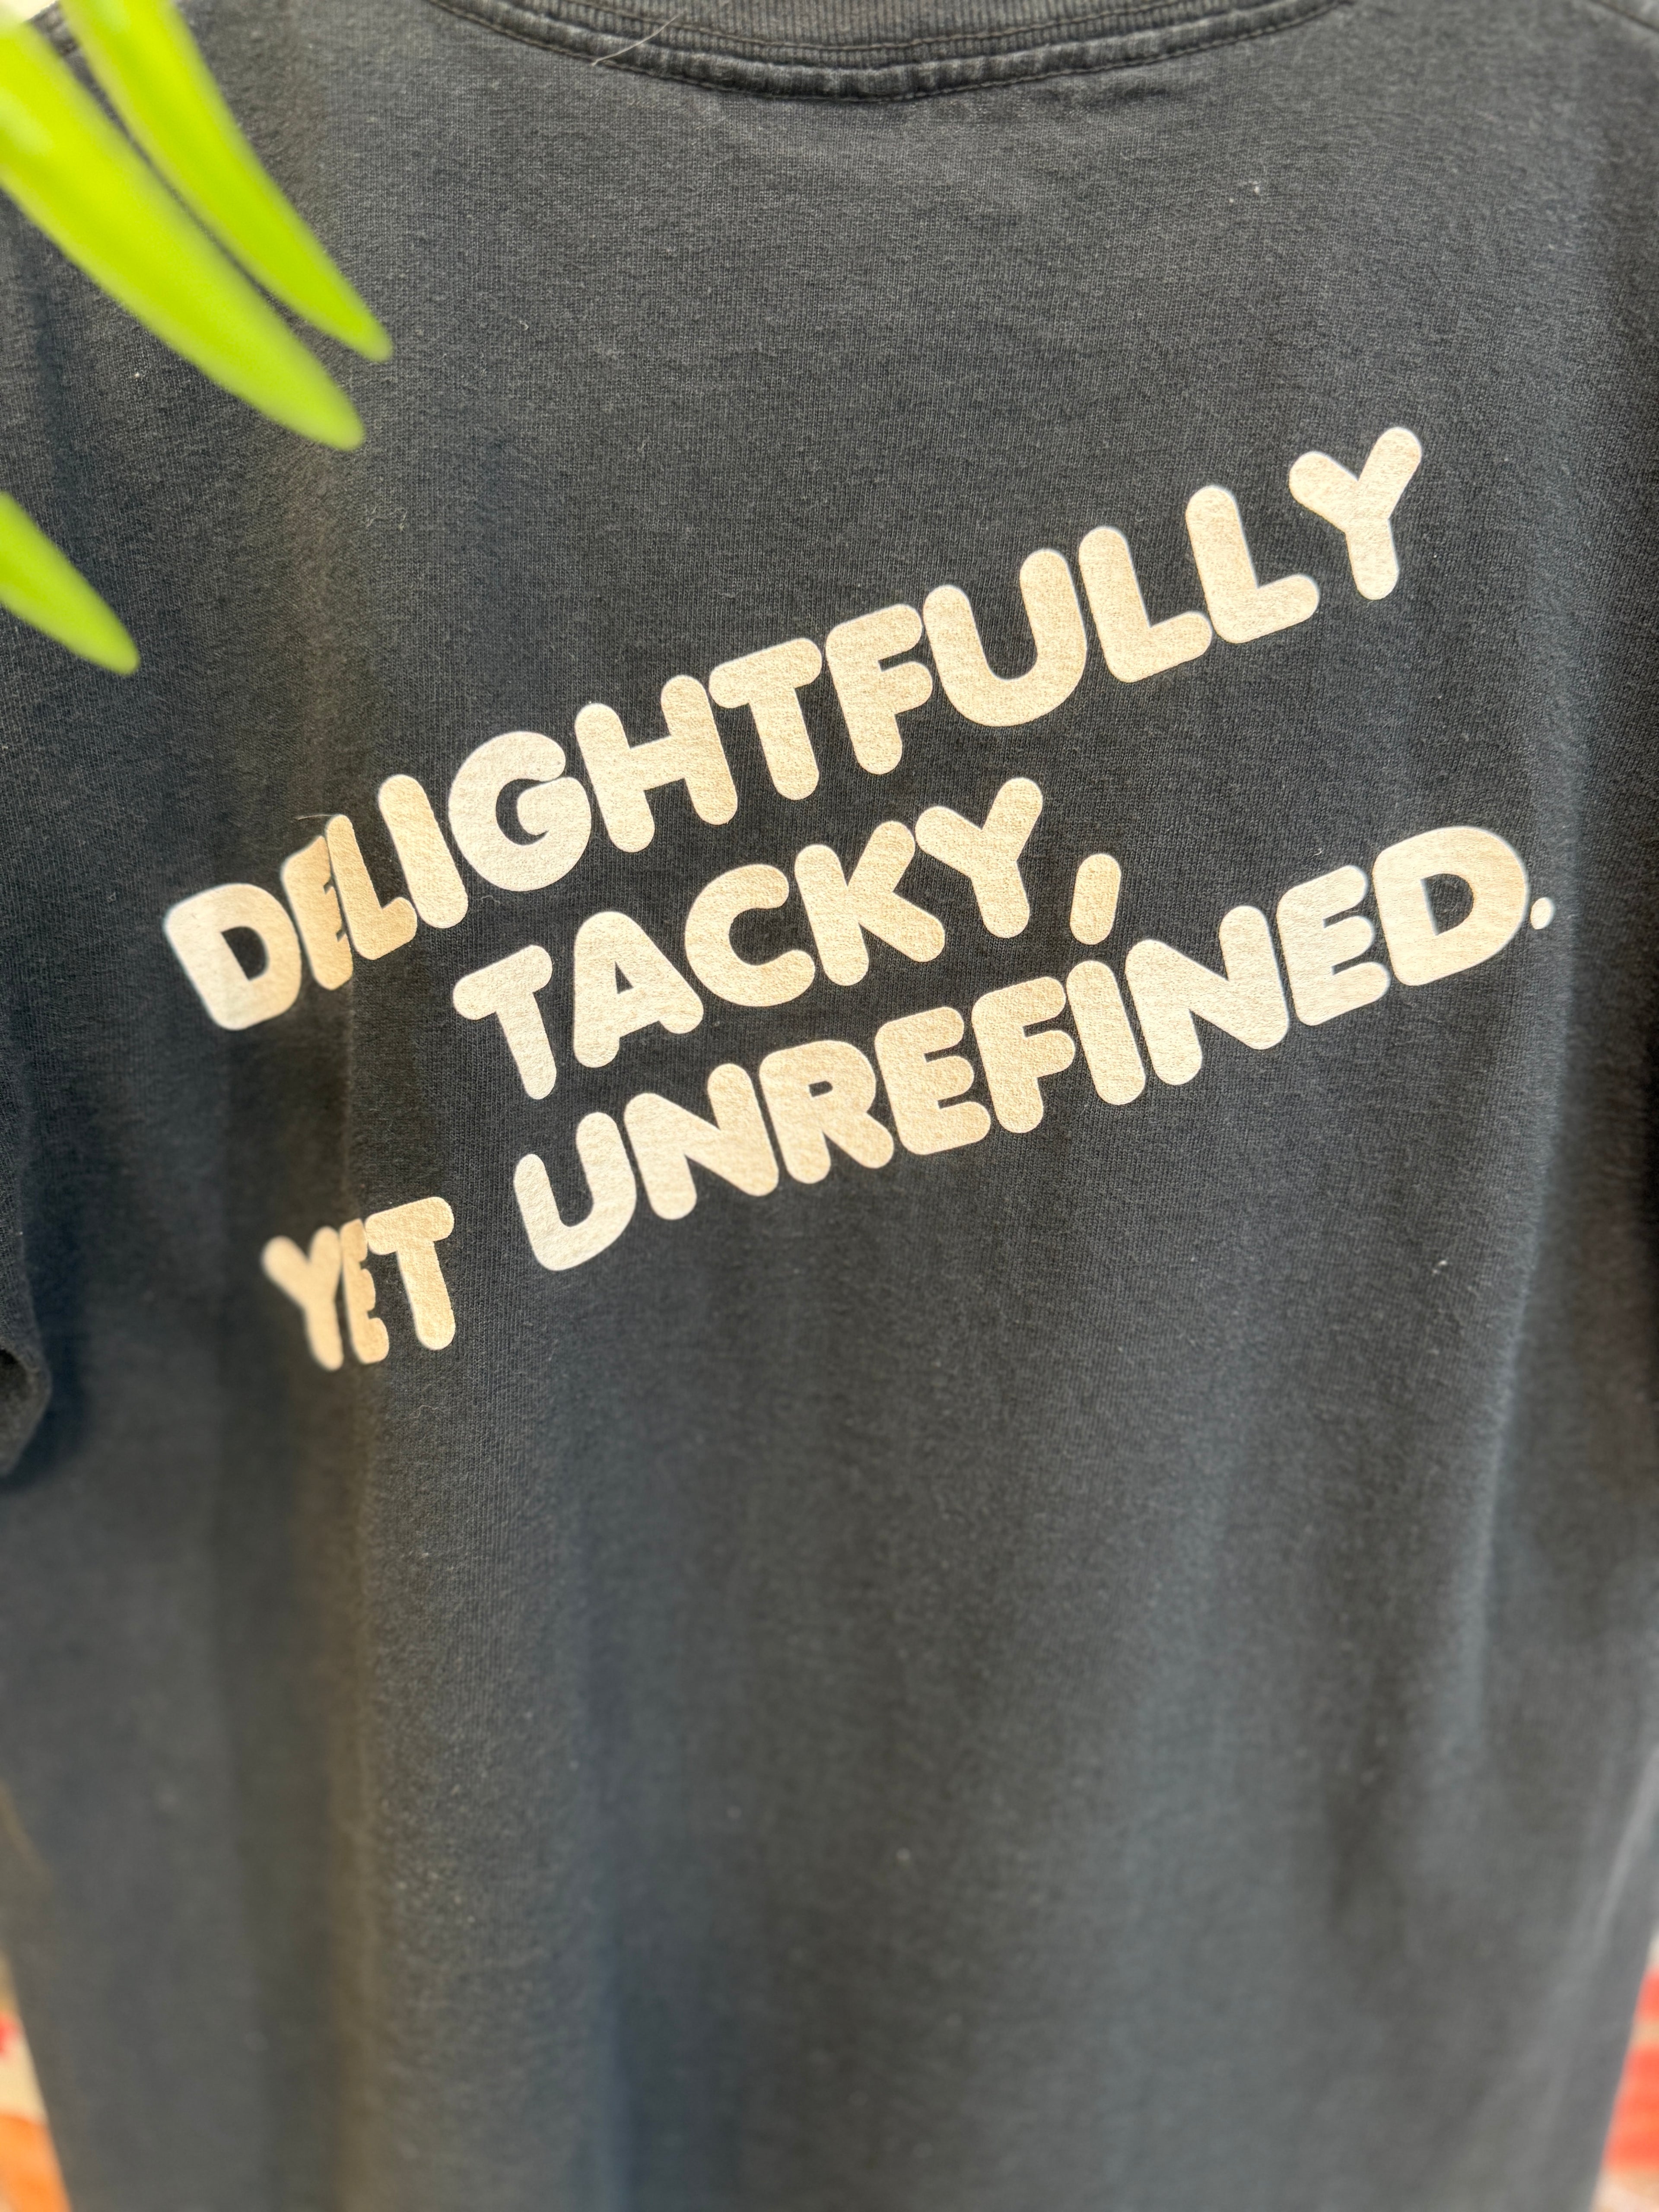 DELIGHTFULLY
TACKY,
YET UNREFINED.